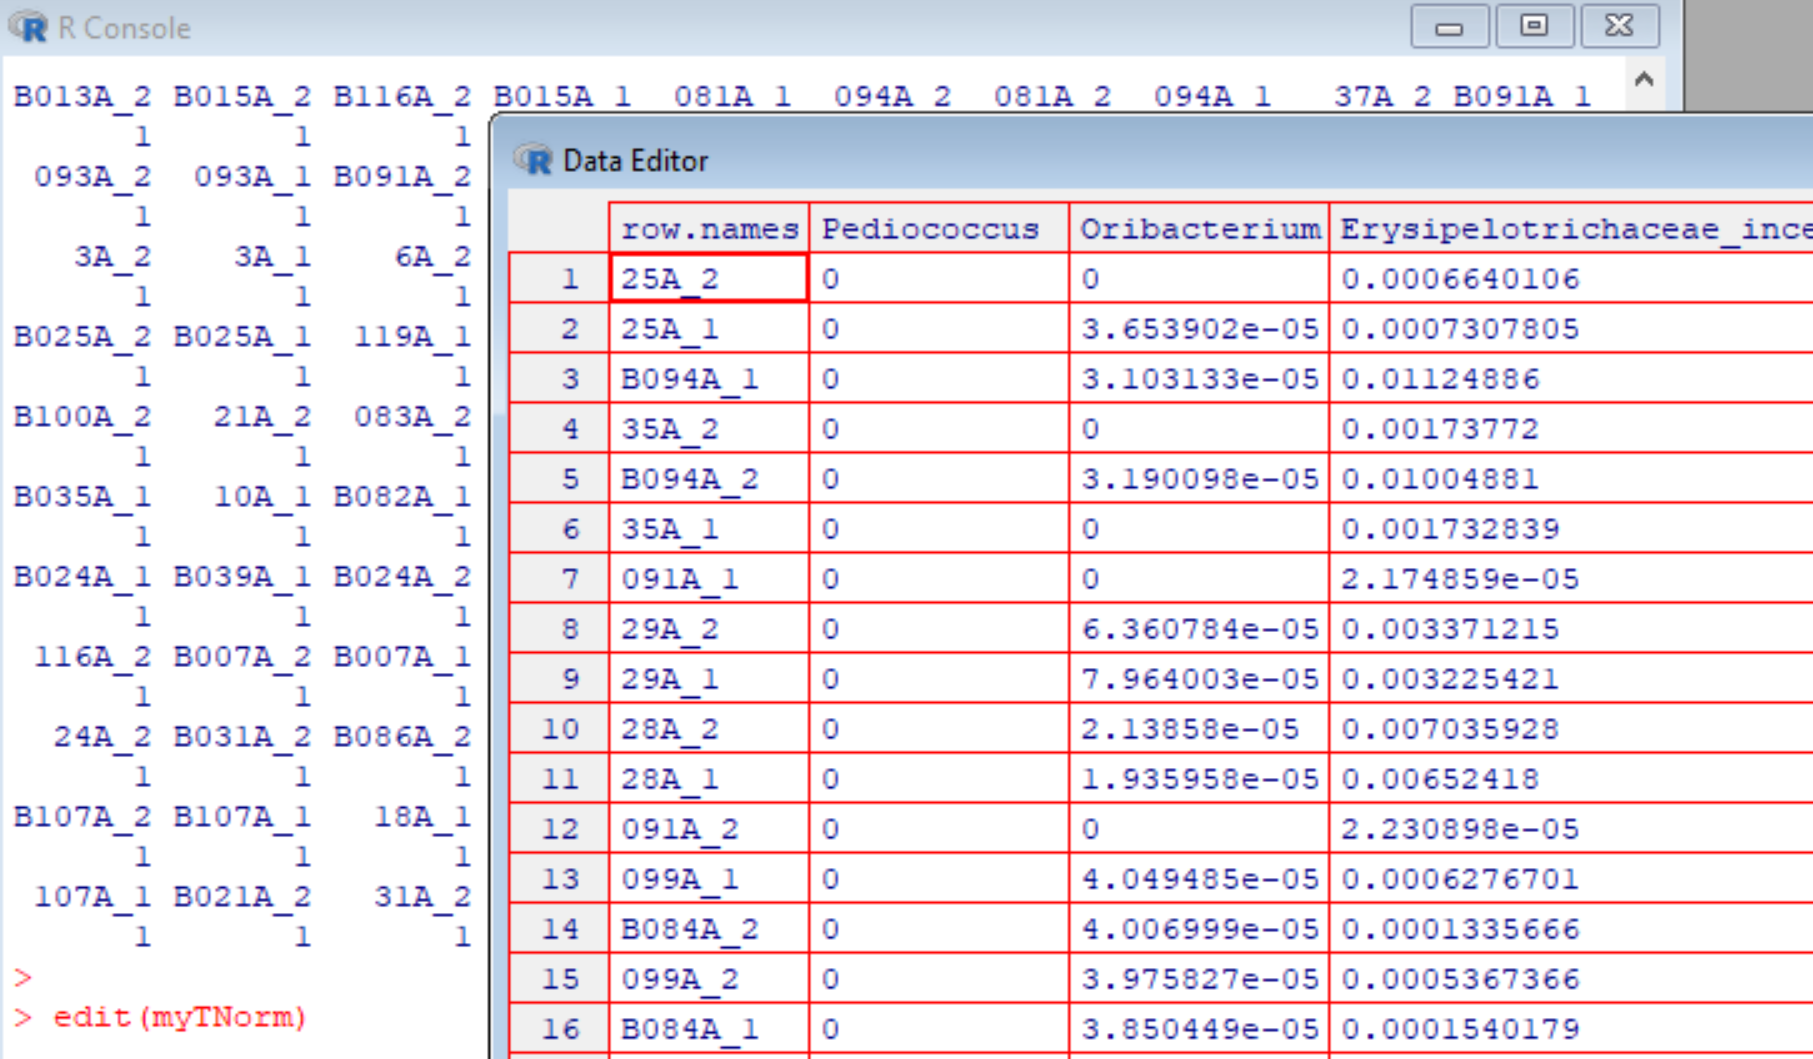 R Console
B013A_2 B015A_2 B116A_2 B015A_1 081A_1 094A_2 081A_2 094A_1 37A_2 B091A_1
1 1 1
093A_2 093A_1 B091A_2
1 1 1
3A_2 3A_1 6A_2
1 1 1
B025A_2 B025A_1 119A_1
1 1 1
B100A_2 21A_2 083A_2
1 1 1
B035A_1 10A_1 B082A_1
1 1 1
B024A_1 B039A_1 B024A_2
1 1 1
116A_2 B007A_2 B007A_1
1 1 1
24A_2 B031A_2 B086A_2
1 1 1
B107A_2 B107A_1 18A_1
1 1 1
107A_1 B021A_2 31A_2
1 1 1
>
> edit(myTNorm)
R Data Editor
row.names Pediococcus Oribacterium Erysipelotrichaceae_ince
1 25A_2 0 0 0.0006640106
2 25A_1 0 3.653902e-05 0.0007307805
3 B094A_1 0 3.103133e-05 0.01124886
4 35A_2 0 0 0.00173772
5 B094A_2 0 3.190098e-05 0.01004881
6 35A_1 0 0 0.001732839
7 091A_1 0 0 2.174859e-05
8 29A_2 0 6.360784e-05 0.003371215
9 29A_1 0 7.964003e-05 0.003225421
10 28A_2 0 2.13858e-05 0.007035928
11 28A_1 0 1.935958e-05 0.00652418
12 091A_2 0 0 2.230898e-05
13 099A_1 0 4.049485e-05 0.0006276701
14 B084A_2 0 4.006999e-05 0.0001335666
15 099A_2 0 3.975827e-05 0.0005367366
16 B084A_1 0 3.850449e-05 0.0001540179